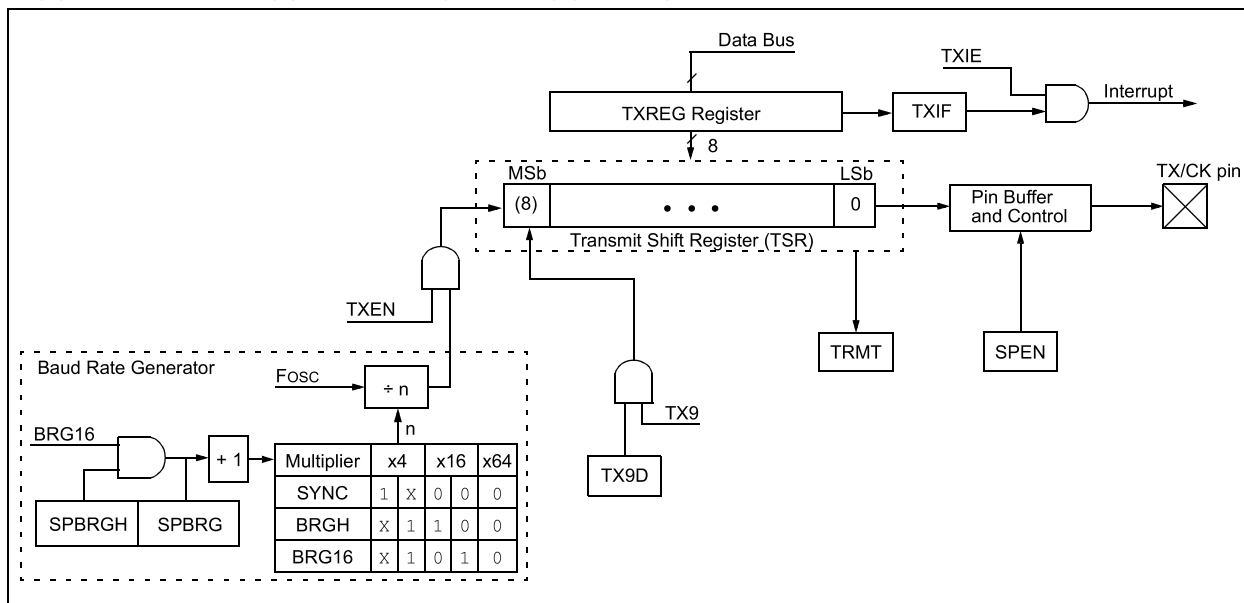 Data Bus
TXIE
Interrupt
TXREG Register
TXIF
8
MSb
LSb
TX/CK pin
(8)
• • •
0
Pin Buffer
and Control
Transmit Shift Register (TSR)
TXEN
TRMT
SPEN
Baud Rate Generator
FOSC
÷ n
TX9
n
BRG16
+ 1
Multiplier x4 x16 x64
TX9D
SYNC 1 X 0 0 0
SPBRGH SPBRG
BRGH X 1 1 0 0
BRG16 X 1 0 1 0